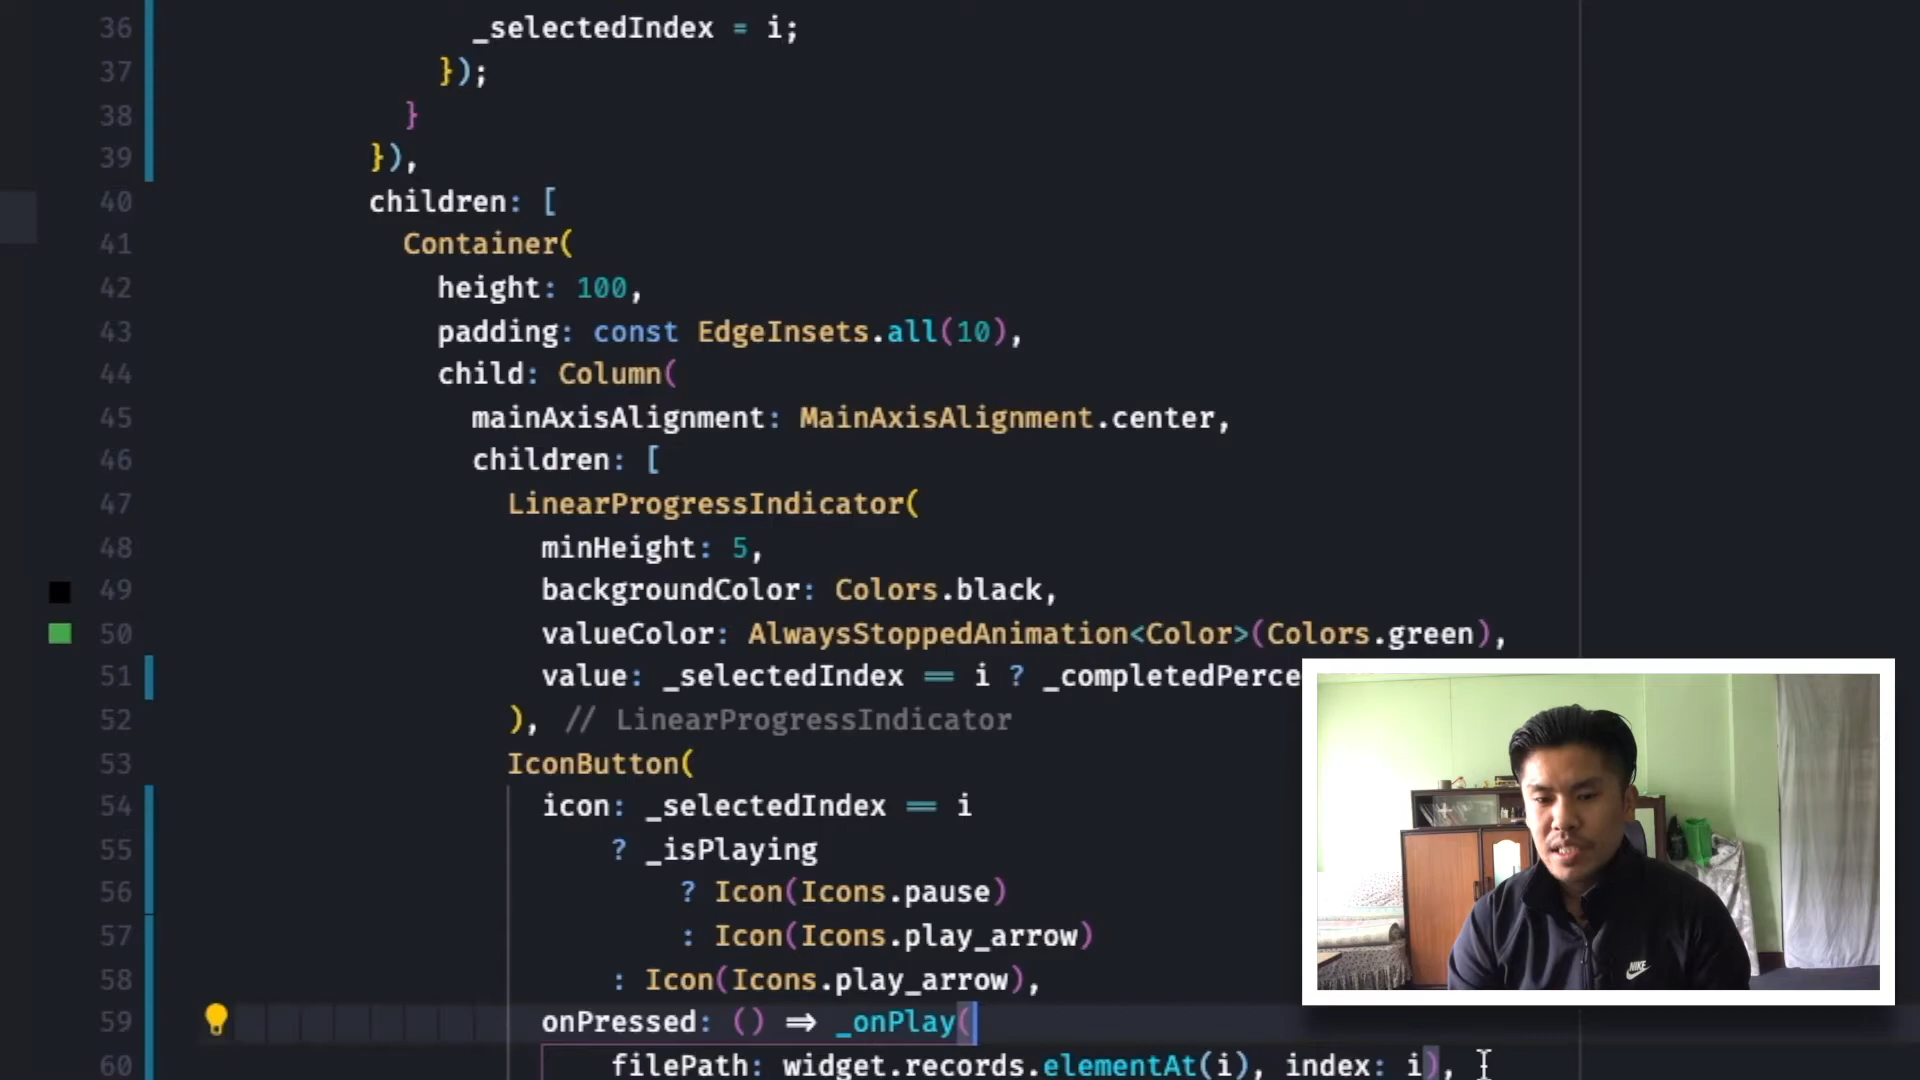 36 _selectedIndex = i;
37 });
38 }
39 }),
40 children: [
41 Container(
42 height: 100,
43 padding: const EdgeInsets.all(10),
44 child: Column(
45 mainAxisAlignment: MainAxisAlignment.center,
46 children: [
47 LinearProgressIndicator(
48 minHeight: 5,
49 backgroundColor: Colors.black,
50 valueColor: AlwaysStoppedAnimation<Color>(Colors.green),
51 value: _selectedIndex == i ? _completedPerce
52 ), // LinearProgressIndicator
53 IconButton(
54 icon: _selectedIndex == i
55 ? _isPlaying
56 ? Icon(Icons.pause)
57 : Icon(Icons.play_arrow)
58 : Icon(Icons.play_arrow),
59 onPressed: () => _onPlay(
60 filePath: widget.records.elementAt(i), index: i),
NIKE